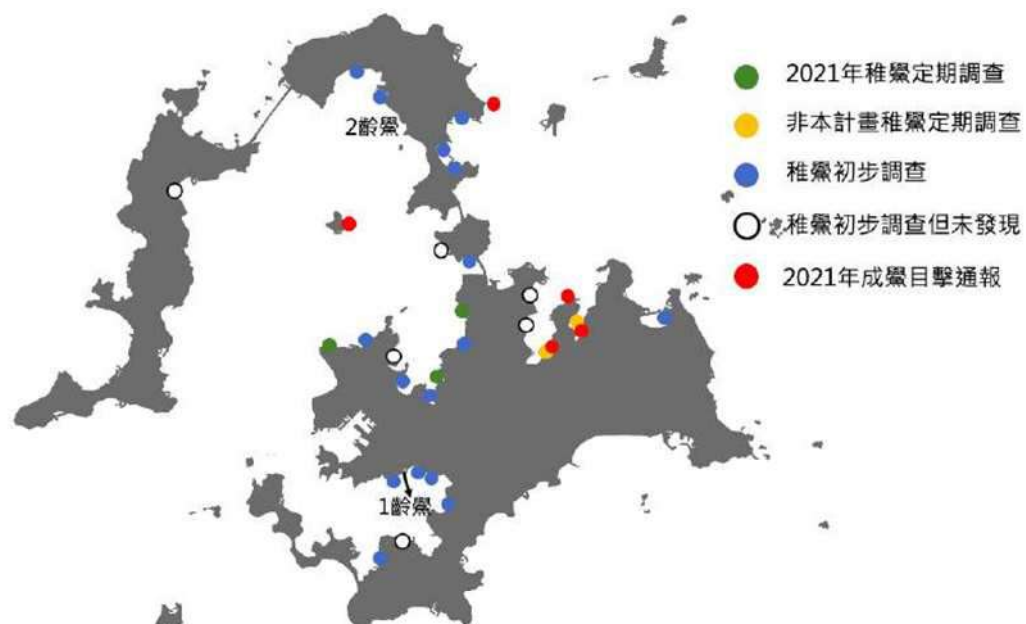 2021年稚鱟定期調查
非本計畫稚鱟定期調查
稚鱟初步調查
稚鱟初步調查但未發現
2021年成鱟目擊通報
2齡鱟
1齡鱟